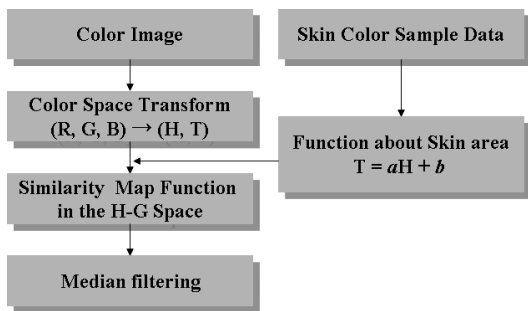 Color Image
Skin Color Sample Data
Color Space Transform
(R, G, B) → (H, T)
Function about Skin area
T = aH + b
Similarity Map Function
in the H-G Space
Median filtering